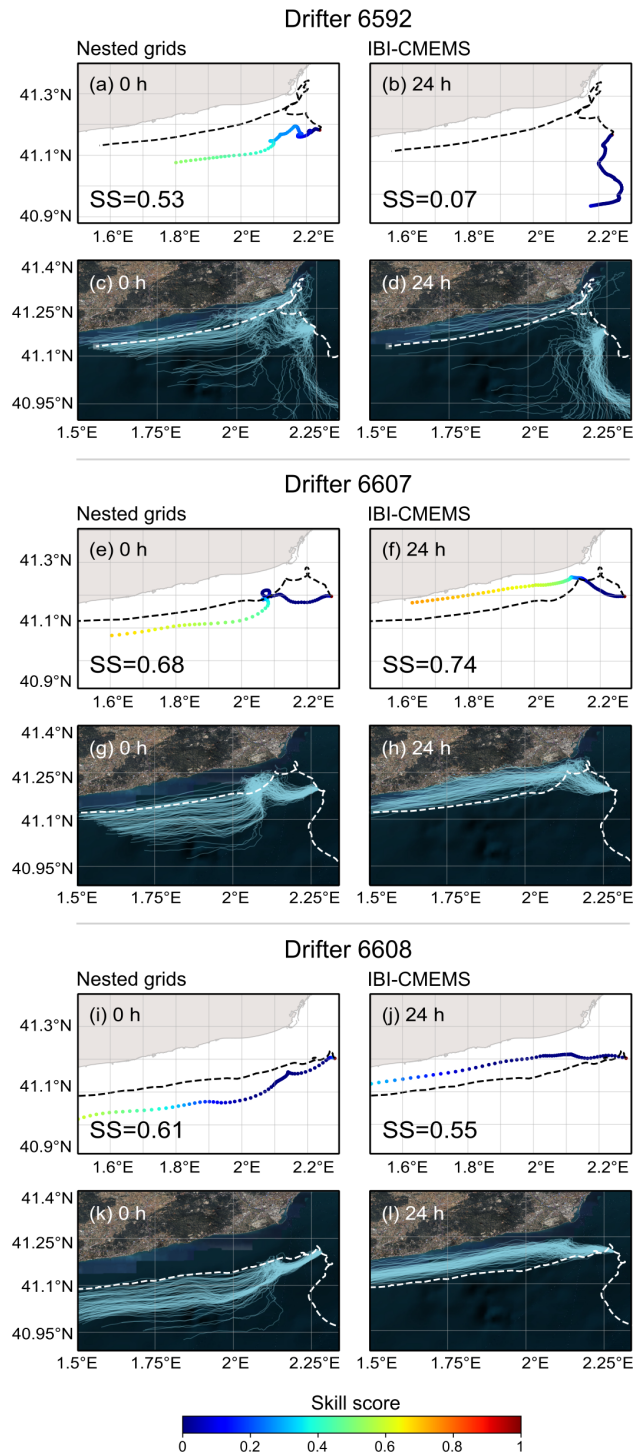 Drifter 6592
Nested grids IBI-CMEMS
(a) 0 h (b) 24 h
41.3°N
41.1°N
SS=0.53 SS=0.07
40.9°N
1.6°E 1.8°E 2°E 2.2°E 1.6°E 1.8°E 2°E 2.2°E
41.4°N
(c) 0 h (d) 24 h
41.25°N
41.1°N
40.95°N
1.5°E 1.75°E 2°E 2.25°E 1.5°E 1.75°E 2°E 2.25°E
Drifter 6607
Nested grids IBI-CMEMS
(e) 0 h (f) 24 h
41.3°N
41.1°N
SS=0.68 SS=0.74
40.9°N
1.6°E 1.8°E 2°E 2.2°E 1.6°E 1.8°E 2°E 2.2°E
41.4°N
(g) 0 h (h) 24 h
41.25°N
41.1°N
40.95°N
1.5°E 1.75°E 2°E 2.25°E 1.5°E 1.75°E 2°E 2.25°E
Drifter 6608
Nested grids IBI-CMEMS
(i) 0 h (j) 24 h
41.3°N
41.1°N
SS=0.61 SS=0.55
40.9°N
1.6°E 1.8°E 2°E 2.2°E 1.6°E 1.8°E 2°E 2.2°E
41.4°N
(k) 0 h (l) 24 h
41.25°N
41.1°N
40.95°N
1.5°E 1.75°E 2°E 2.25°E 1.5°E 1.75°E 2°E 2.25°E
Skill score
0 0.2 0.4 0.6 0.8 1